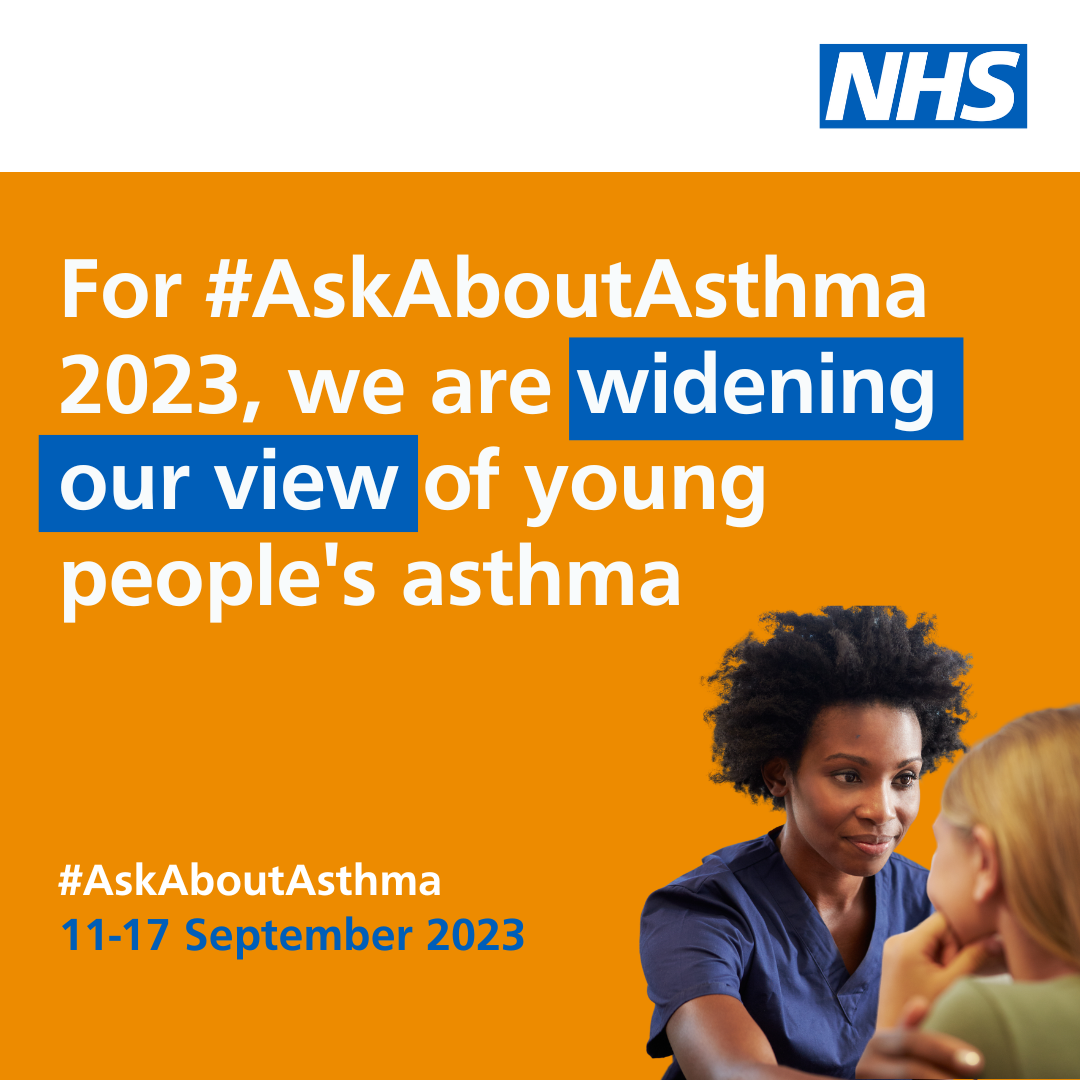 NHS
For #AskAboutAsthma
2023, we are widening
our view of young
people's asthma
#AskAboutAsthma
11-17 September 2023